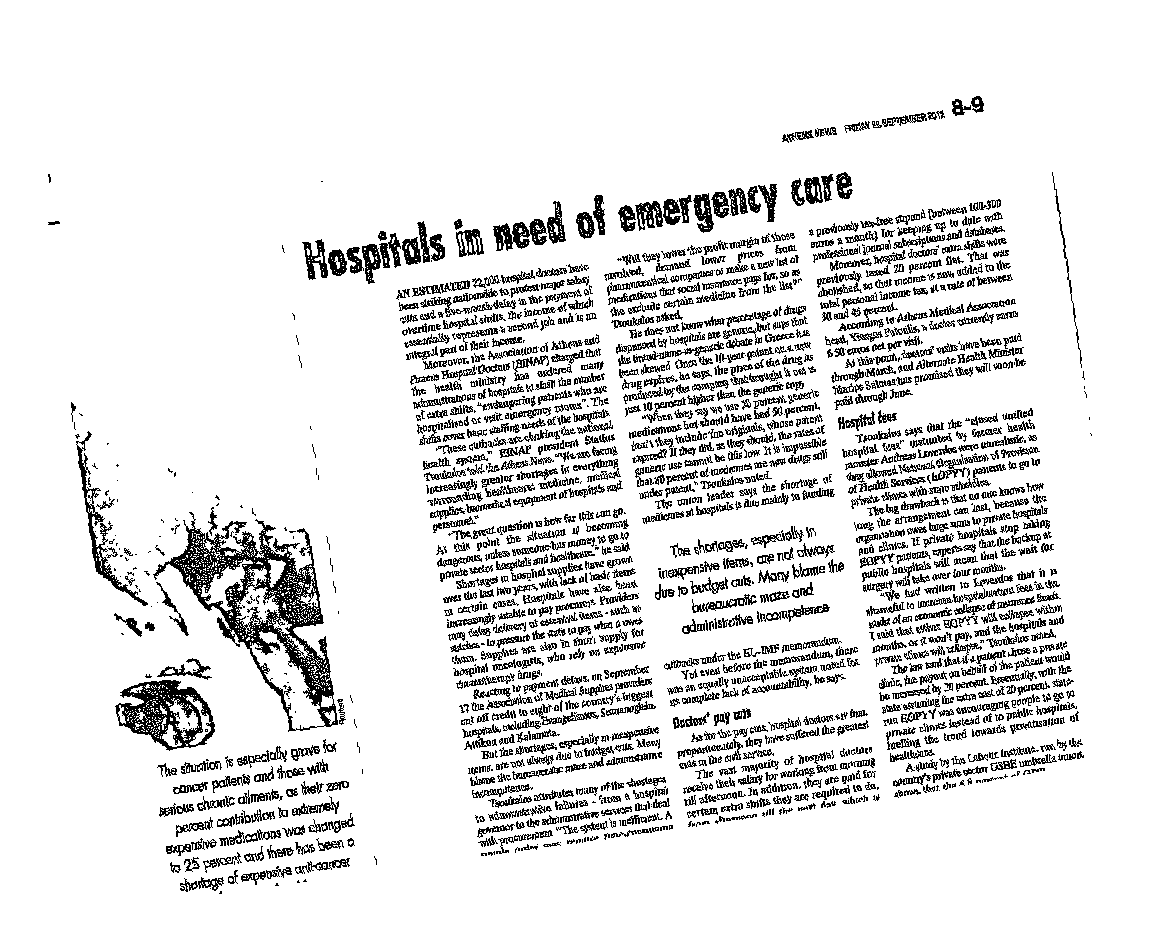 ATHENS NEWS FRIDAY SEPTEMBER 8-9
Hospitals in need of emergency care
AN ESTIMATED 22,000 hospital doctors have
been striking nationwide to protest major salary
cuts and a five-month delay in the payment of
overtime hospital shifts, the income of which
essentially represents a second job and is an
integral part of their income.
Moreover, the Association of Athens and
Piraeus Hospital Doctors (EINAP) charged that
the health ministry has ordered many
administrations of hospitals to slash the number
of extra shifts, "endangering patients who are
hospitalised or visit emergency rooms". The
shifts cover basic staffing needs of the hospitals
"These cutbacks are choking the national
health system," EINAP president Stathis
Tsoukalos told the Athens News. "We are facing
increasingly greater shortages in everything
surrounding healthcare: medicine, medical
supplies, biomedical equipment of hospitals and
personnel."
"The great question is how far this can go.
At this point the situation is becoming
dangerous, unless someone has money to go to
private sector hospitals and healthcare," he said
Shortages in hospital supplies have grown
over the last two years, with lack of basic items
in certain cases. Hospitals have also been
increasingly unable to pay providers. Providers
may delay delivery of essential items - such as
stitches - to pressure the state to pay what it owes
them. Supplies are also in short supply for
hospital oncologists, who rely on expensive
chemotherapy drugs.
Reacting to payment delays, on September
17 the Association of Medical Supplies providers
cut off credit to eight of the country's biggest
hospitals, including Evangelismos,
Attikon and Kalamata.
But the shortages, especially in inexpensive
items, are not always due to budget cuts. Many
blame the bureaucratic maze and administrative
incompetence.
Tsoukalos attributes many of the shortages
to administrative failures - from a hospital
governor to the administrative services that deal
with procurement. "The system is inefficient. A
"Will they lower the profit margin of those
involved, demand lower prices from
pharmaceutical companies or make a new list of
medications that social insurance pays for, so as
to exclude certain medicine from the list?"
Tsoukalos asked.
He does not know what percentage of drugs
dispensed by hospitals are generic, but says that
the brand-name-or-generic debate in Greece has
been skewed. Once the 10-year patent on a new
drug expires, he says, the price of the drug as
produced by the company that brought it out is
just 10 percent higher than the generic copy.
"When they say we use 20 percent generic
medications but should have had 50 percent,
don't they include the originals, whose patent
expired? If they did, as they should, the rates of
generic use cannot be this low. It is impossible
that 80 percent of medicines are new drugs still
under patent," Tsoukalos noted.
The union leader says the shortage of
medicines at hospitals is due mainly to funding
The shortages, especially in
inexpensive items, are not always
due to budget cuts. Many blame the
bureaucratic maze and
administrative incompetence
cutbacks under the EU-IMF memorandum.
Yet even before the memorandum, there
was an equally unacceptable system, noted for
its complete lack of accountability, he says.
Doctors' pay cuts
As for the pay cuts, hospital doctors say that,
proportionately, they have suffered the greatest
cuts in the civil service.
The vast majority of hospital doctors
receive their salary for working from morning
till afternoon. In addition, they are paid for
certain extra shifts they are required to do,
from afternoon till the next day, which is
a previously tax-free stipend (between 100-300
euros a month) for keeping up to date with
professional journal subscriptions and databases.
Moreover, hospital doctors' extra shifts were
previously taxed 20 percent flat. That was
abolished, so that income is now added to the
total personal income tax, at a rate of between
30 and 45 percent.
According to Athens Medical Association
head, Yiorgos Patoulis, a doctor currently earns
6.50 euros net per visit.
At this point, doctors' visits have been paid
through March, and Alternate Health Minister
Marios Salmas has promised they will soon be
paid through June.
Hospital fees
Tsoukalos says that the "closed unified
hospital fees" instituted by former health
minister Andreas Loverdos were unrealistic, as
they allowed National Organisation of Provision
of Health Services (EOPYY) patients to go to
private clinics with state subsidies.
The big drawback is that no one knows how
long the arrangement can last, because the
organisation owes large sums to private hospitals
and clinics. If private hospitals stop taking
EOPYY patients, experts say that the backup at
public hospitals will mean that the wait for
surgery will take over four months.
"We had written to Loverdos that it is
shameful to increase hospitalisation fees in the
midst of an economic collapse of insurance funds.
I said that either EOPYY will collapse within
months, or it won't pay, and the hospitals and
private clinics will collapse," Tsoukalos noted.
The law said that if a patient chose a private
clinic, the payout on behalf of the patient would
be increased by 20 percent. Essentially, with the
state assuming the extra cost of 20 percent, state-
run EOPYY was encouraging people to go to
private clinics instead of to public hospitals,
fuelling the trend towards privatisation of
healthcare.
A study by the Labour Institute, run by the
country's private sector GSEE umbrella union,
shows that the
The situation is especially grave for
cancer patients and those with
serious chronic ailments, as their zero
percent contribution to extremely
expensive medications was changed
to 25 percent and there has been a
shortage of expensive anti-cancer